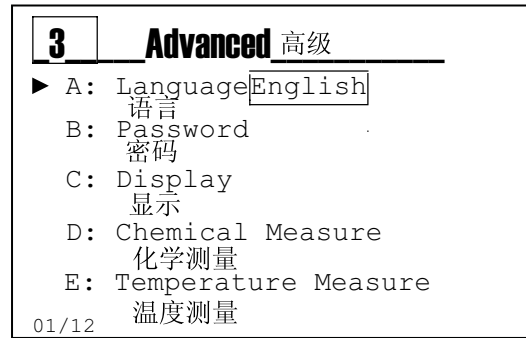 3 Advanced 高级
► A: Language English
语言
B: Password
密码
C: Display
显示
D: Chemical Measure
化学测量
E: Temperature Measure
温度测量
01/12